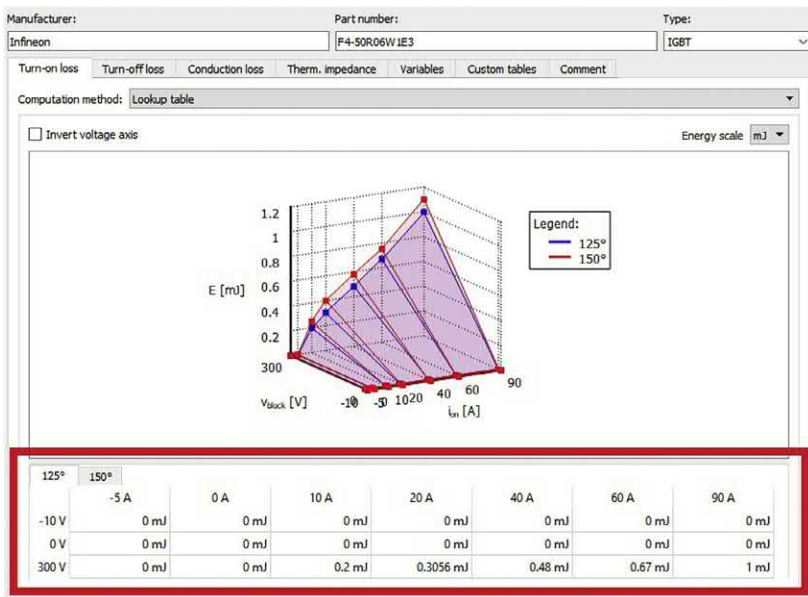 Manufacturer: Part number: Type:
Infineon F4-50R06W1E3 IGBT
Turn-on loss Turn-off loss Conduction loss Therm. impedance Variables Custom tables Comment
Computation method: Lookup table
Invert voltage axis Energy scale mJ
1.2
1
0.8
0.6
0.4
0.2
E [mJ]
300
Vblock [V]
-10 0 -5 0 10 20 40 60 90
ion [A]
Legend:
125°
150°
125° 150°
-5 A 0 A 10 A 20 A 40 A 60 A 90 A
-10 V 0 mJ 0 mJ 0 mJ 0 mJ 0 mJ 0 mJ 0 mJ
0 V 0 mJ 0 mJ 0 mJ 0 mJ 0 mJ 0 mJ 0 mJ
300 V 0 mJ 0 mJ 0.2 mJ 0.3056 mJ 0.48 mJ 0.67 mJ 1 mJ